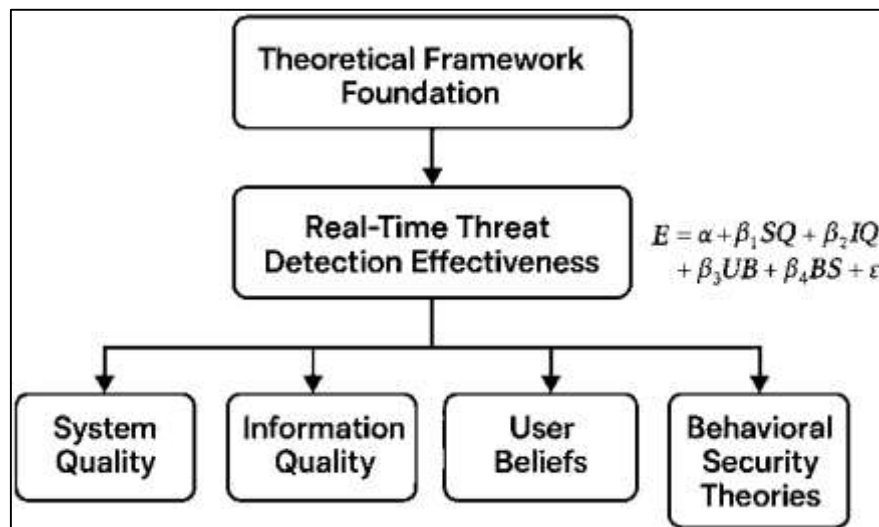 Theoretical Framework
Foundation
Real-Time Threat
Detection Effectiveness
E = α + β₁SQ + β₂IQ
+ β₃UB + β₄BS + ε
System
Quality
Information
Quality
User
Beliefs
Behavioral
Security
Theories